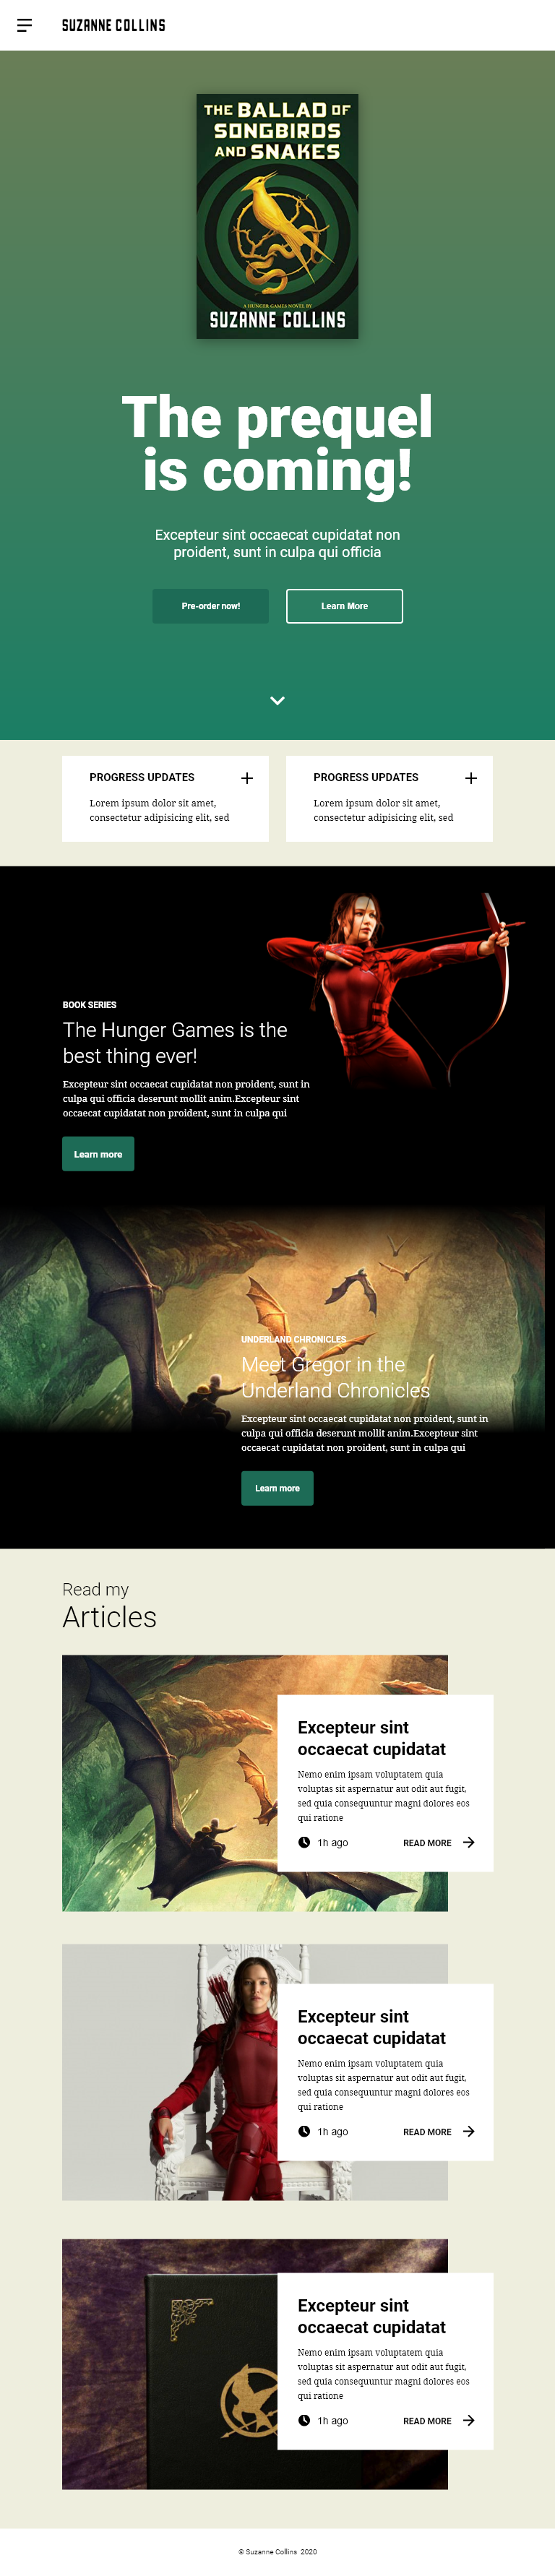 SUZANNE COLLINS
THE BALLAD OF
SONGBIRDS
AND SNAKES
A HUNGER GAMES NOVEL BY
SUZANNE COLLINS
The prequel
is coming!
Excepteur sint occaecat cupidatat non
proident, sunt in culpa qui officia
Pre-order now!
Learn More
PROGRESS UPDATES
Lorem ipsum dolor sit amet,
consectetur adipisicing elit, sed
PROGRESS UPDATES
Lorem ipsum dolor sit amet,
consectetur adipisicing elit, sed
BOOK SERIES
The Hunger Games is the
best thing ever!
Excepteur sint occaecat cupidatat non proident, sunt in
culpa qui officia deserunt mollit anim.Excepteur sint
occaecat cupidatat non proident, sunt in culpa qui
Learn more
UNDERLAND CHRONICLES
Meet Gregor in the
Underland Chronicles
Excepteur sint occaecat cupidatat non proident, sunt in
culpa qui officia deserunt mollit anim.Excepteur sint
occaecat cupidatat non proident, sunt in culpa qui
Learn more
Read my
Articles
Excepteur sint
occaecat cupidatat
Nemo enim ipsam voluptatem quia
voluptas sit aspernatur aut odit aut fugit,
sed quia consequuntur magni dolores eos
qui ratione
1h ago
READ MORE
Excepteur sint
occaecat cupidatat
Nemo enim ipsam voluptatem quia
voluptas sit aspernatur aut odit aut fugit,
sed quia consequuntur magni dolores eos
qui ratione
1h ago
READ MORE
Excepteur sint
occaecat cupidatat
Nemo enim ipsam voluptatem quia
voluptas sit aspernatur aut odit aut fugit,
sed quia consequuntur magni dolores eos
qui ratione
1h ago
READ MORE
© Suzanne Collins 2020